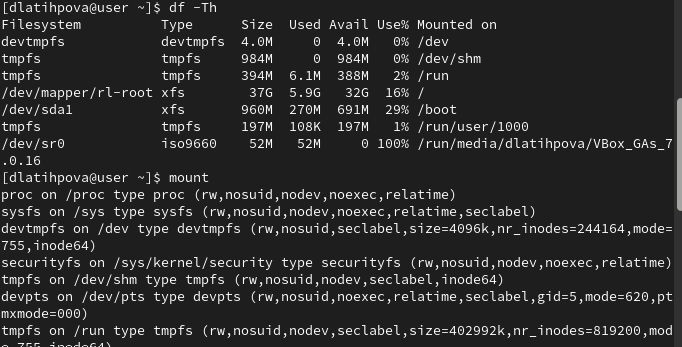 [dlatihpova@user ~]$ df -Th
Filesystem          Type      Size  Used Avail Use% Mounted on
devtmpfs            devtmpfs  4.0M     0  4.0M   0% /dev
tmpfs               tmpfs     984M     0  984M   0% /dev/shm
tmpfs               tmpfs     394M  6.1M  388M   2% /run
/dev/mapper/rl-root xfs        37G  5.9G   32G  16% /
/dev/sda1           xfs       960M  270M  691M  29% /boot
tmpfs               tmpfs     197M  108K  197M   1% /run/user/1000
/dev/sr0            iso9660    52M   52M     0 100% /run/media/dlatihpova/VBox_GAs_7
.0.16
[dlatihpova@user ~]$ mount
proc on /proc type proc (rw,nosuid,nodev,noexec,relatime)
sysfs on /sys type sysfs (rw,nosuid,nodev,noexec,relatime,seclabel)
devtmpfs on /dev type devtmpfs (rw,nosuid,seclabel,size=4096k,nr_inodes=244164,mode=
755,inode64)
securityfs on /sys/kernel/security type securityfs (rw,nosuid,nodev,noexec,relatime)
tmpfs on /dev/shm type tmpfs (rw,nosuid,nodev,seclabel,inode64)
devpts on /dev/pts type devpts (rw,nosuid,noexec,relatime,seclabel,gid=5,mode=620,pt
mxmode=000)
tmpfs on /run type tmpfs (rw,nosuid,nodev,seclabel,size=402992k,nr_inodes=819200,mod
e=755,inode64)